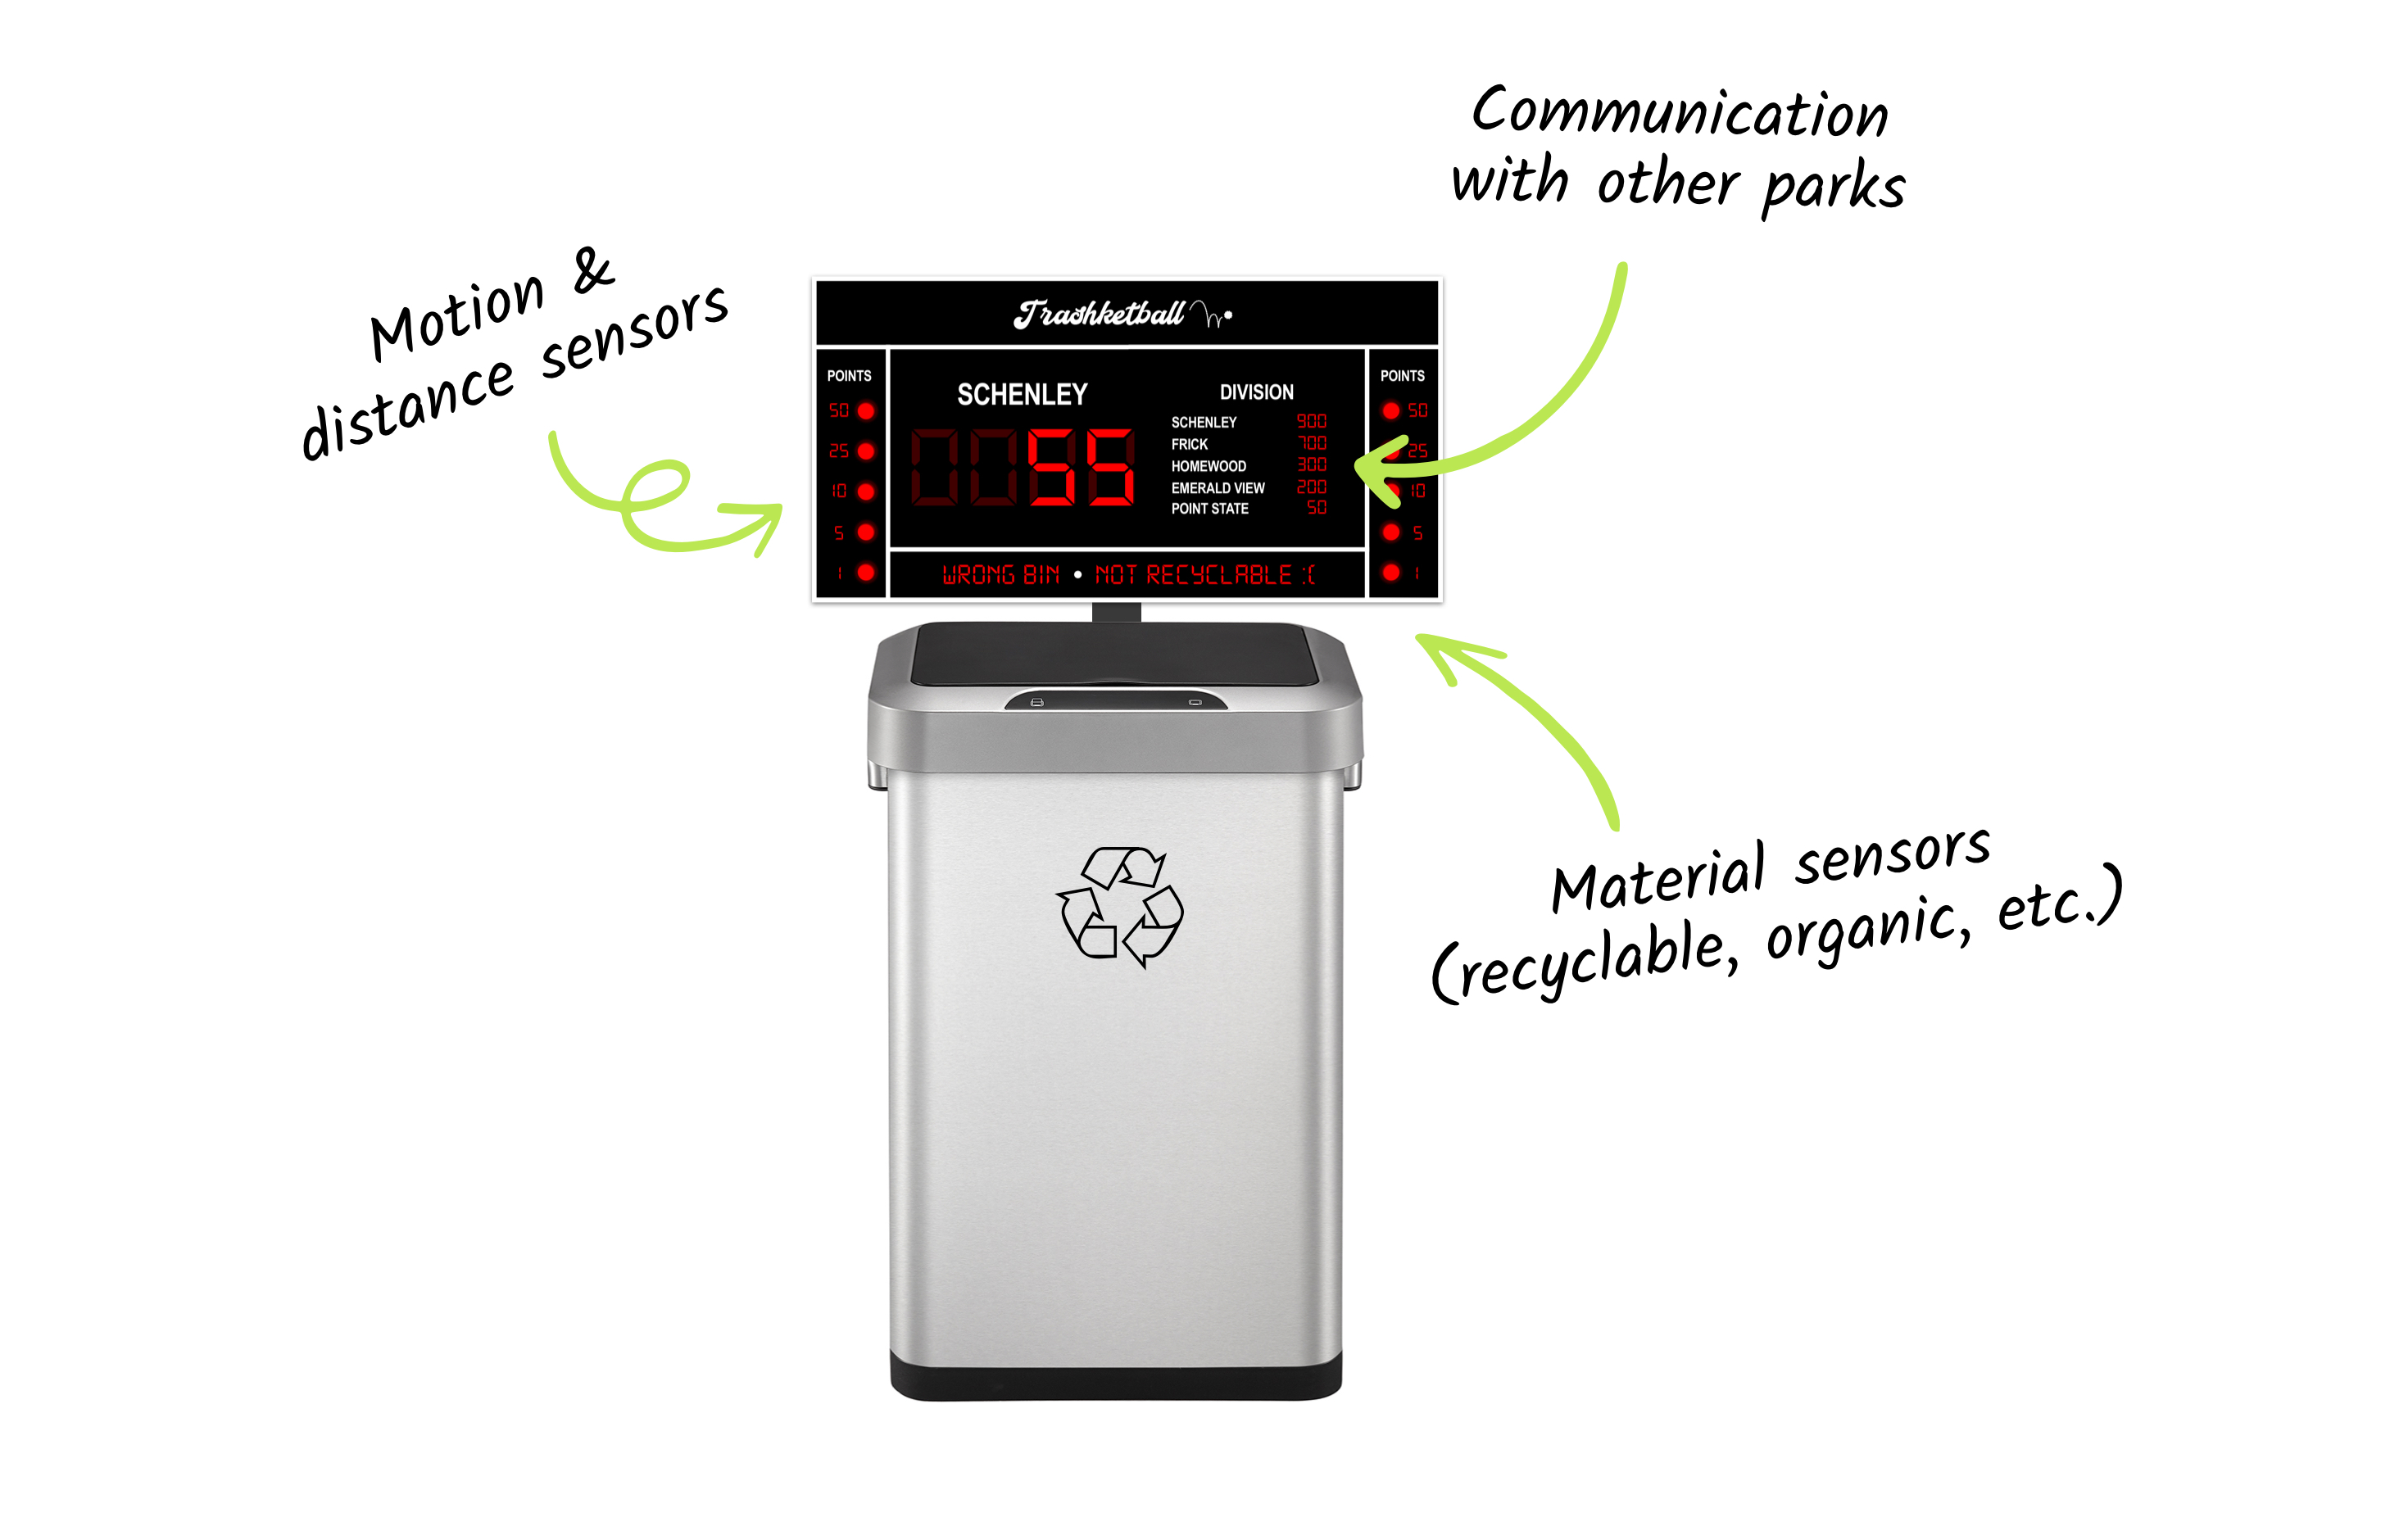 Communication
with other parks
Motion &
distance sensors
Trashketball
POINTS
50
25
10
5
1
SCHENLEY
0055
DIVISION
SCHENLEY 900
FRICK 700
HOMEWOOD 300
EMERALD VIEW 200
POINT STATE 50
WRONG BIN • NOT RECYCLABLE :(
POINTS
50
25
10
5
1
Material sensors
(recyclable, organic, etc.)